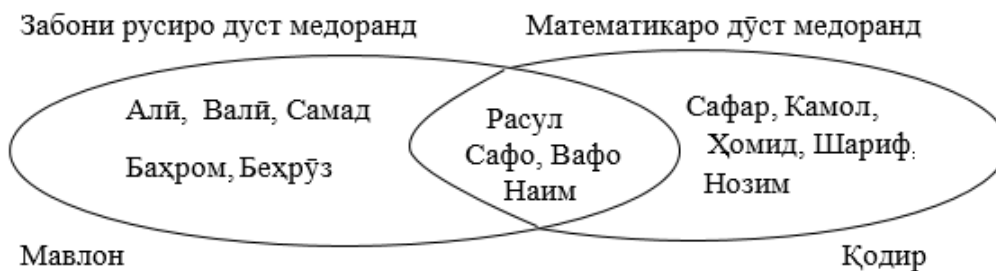 Забони русиро дуст медоранд
Математикаро дӯст медоранд
Алӣ, Валӣ, Самад
Баҳром, Беҳрӯз
Расул
Сафо, Вафо
Наим
Сафар, Камол,
Ҳомид, Шариф,
Нозим
Мавлон
Қодир